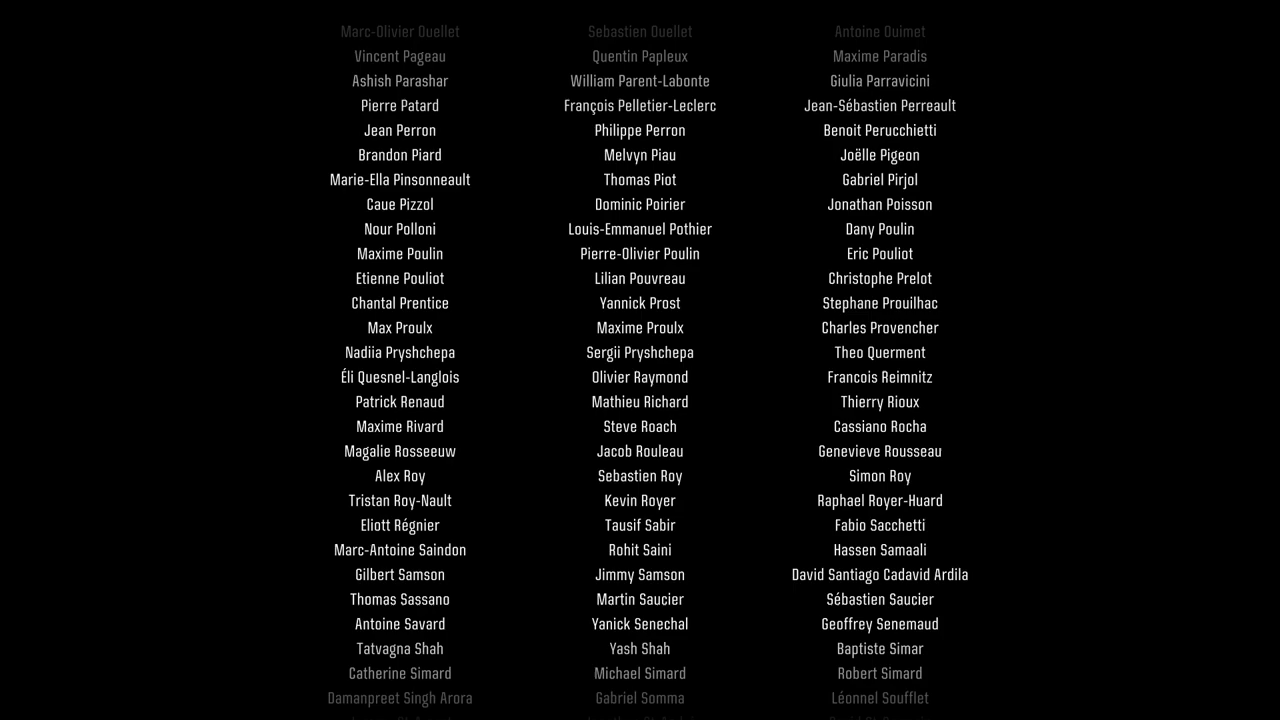 Marc-Olivier Ouellet Sebastien Ouellet Antoine Ouimet
Vincent Pageau Quentin Papleux Maxime Paradis
Ashish Parashar William Parent-Labonte Giulia Parravicini
Pierre Patard François Pelletier-Leclerc Jean-Sébastien Perreault
Jean Perron Philippe Perron Benoit Perucchietti
Brandon Piard Melvyn Piau Joëlle Pigeon
Marie-Ella Pinsonneault Thomas Piot Gabriel Pirjol
Caue Pizzol Dominic Poirier Jonathan Poisson
Nour Polloni Louis-Emmanuel Pothier Dany Poulin
Maxime Poulin Pierre-Olivier Poulin Eric Pouliot
Etienne Pouliot Lilian Pouvreau Christophe Prelot
Chantal Prentice Yannick Prost Stephane Prouilhac
Max Proulx Maxime Proulx Charles Provencher
Nadiia Pryshchepa Sergii Pryshchepa Theo Querment
Éli Quesnel-Langlois Olivier Raymond Francois Reimnitz
Patrick Renaud Mathieu Richard Thierry Rioux
Maxime Rivard Steve Roach Cassiano Rocha
Magalie Rosseeuw Jacob Rouleau Genevieve Rousseau
Alex Roy Sebastien Roy Simon Roy
Tristan Roy-Nault Kevin Royer Raphael Royer-Huard
Eliott Régnier Tausif Sabir Fabio Sacchetti
Marc-Antoine Saindon Rohit Saini Hassen Samaali
Gilbert Samson Jimmy Samson David Santiago Cadavid Ardila
Thomas Sassano Martin Saucier Sébastien Saucier
Antoine Savard Yanick Senechal Geoffrey Senemaud
Tatvagna Shah Yash Shah Baptiste Simar
Catherine Simard Michael Simard Robert Simard
Damanpreet Singh Arora Gabriel Somma Léonnel Soufflet